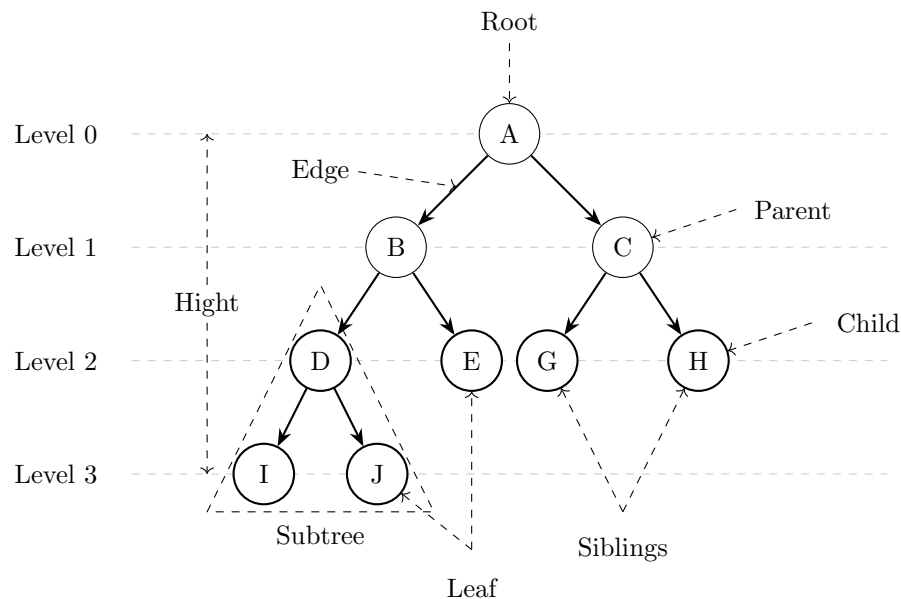 Root
Level 0
A
Edge
Parent
Level 1
B
C
Hight
Child
Level 2
D
E
G
H
Level 3
I
J
Subtree
Siblings
Leaf